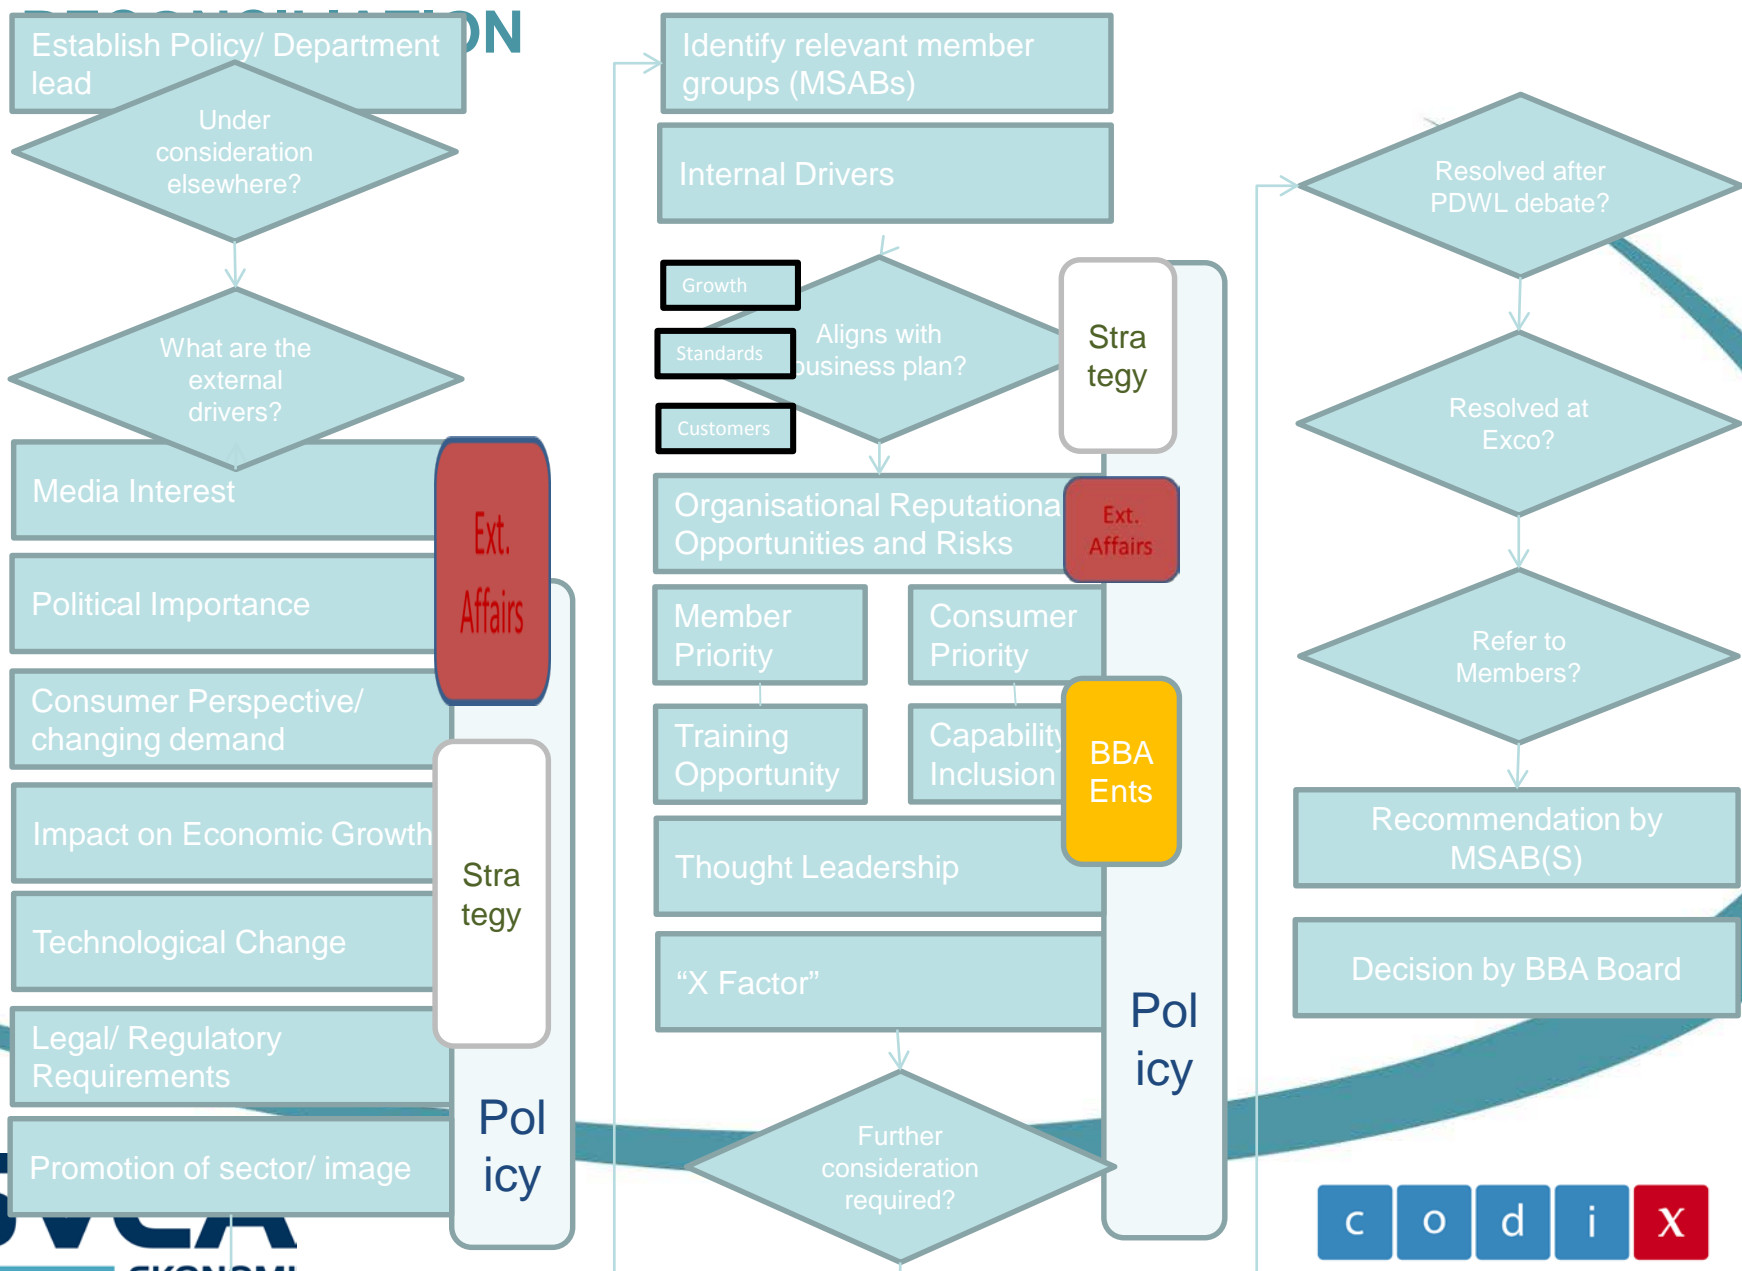 Establish Policy/ Department
lead
Under
consideration
elsewhere?
What are the
external
drivers?
Media Interest
Political Importance
Consumer Perspective/
changing demand
Impact on Economic Growth
Technological Change
Legal/ Regulatory
Requirements
Promotion of sector/ image
Ext.
Affairs
Stra
tegy
Pol
icy
Identify relevant member
groups (MSABs)
Internal Drivers
Growth
Standards
Customers
Aligns with
business plan?
Stra
tegy
Organisational Reputationa
Opportunities and Risks
Ext.
Affairs
Member
Priority
Consumer
Priority
Training
Opportunity
Capability
Inclusion
BBA
Ents
Thought Leadership
“X Factor”
Pol
icy
Further
consideration
required?
Resolved after
PDWL debate?
Resolved at
Exco?
Refer to
Members?
Recommendation by
MSAB(S)
Decision by BBA Board
codix